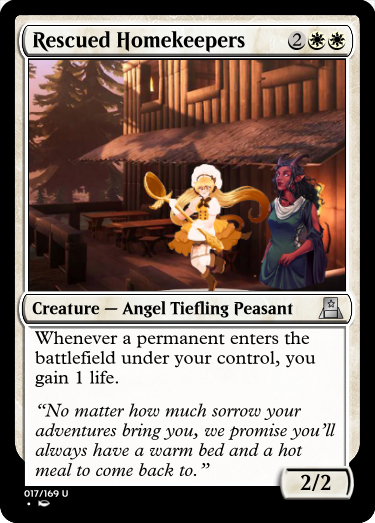 Rescued Homekeepers 2
Creature — Angel Tiefling Peasant
Whenever a permanent enters the
battlefield under your control, you
gain 1 life.
“No matter how much sorrow your
adventures bring you, we promise you’ll
always have a warm bed and a hot
meal to come back to.”
2/2
017/169 U